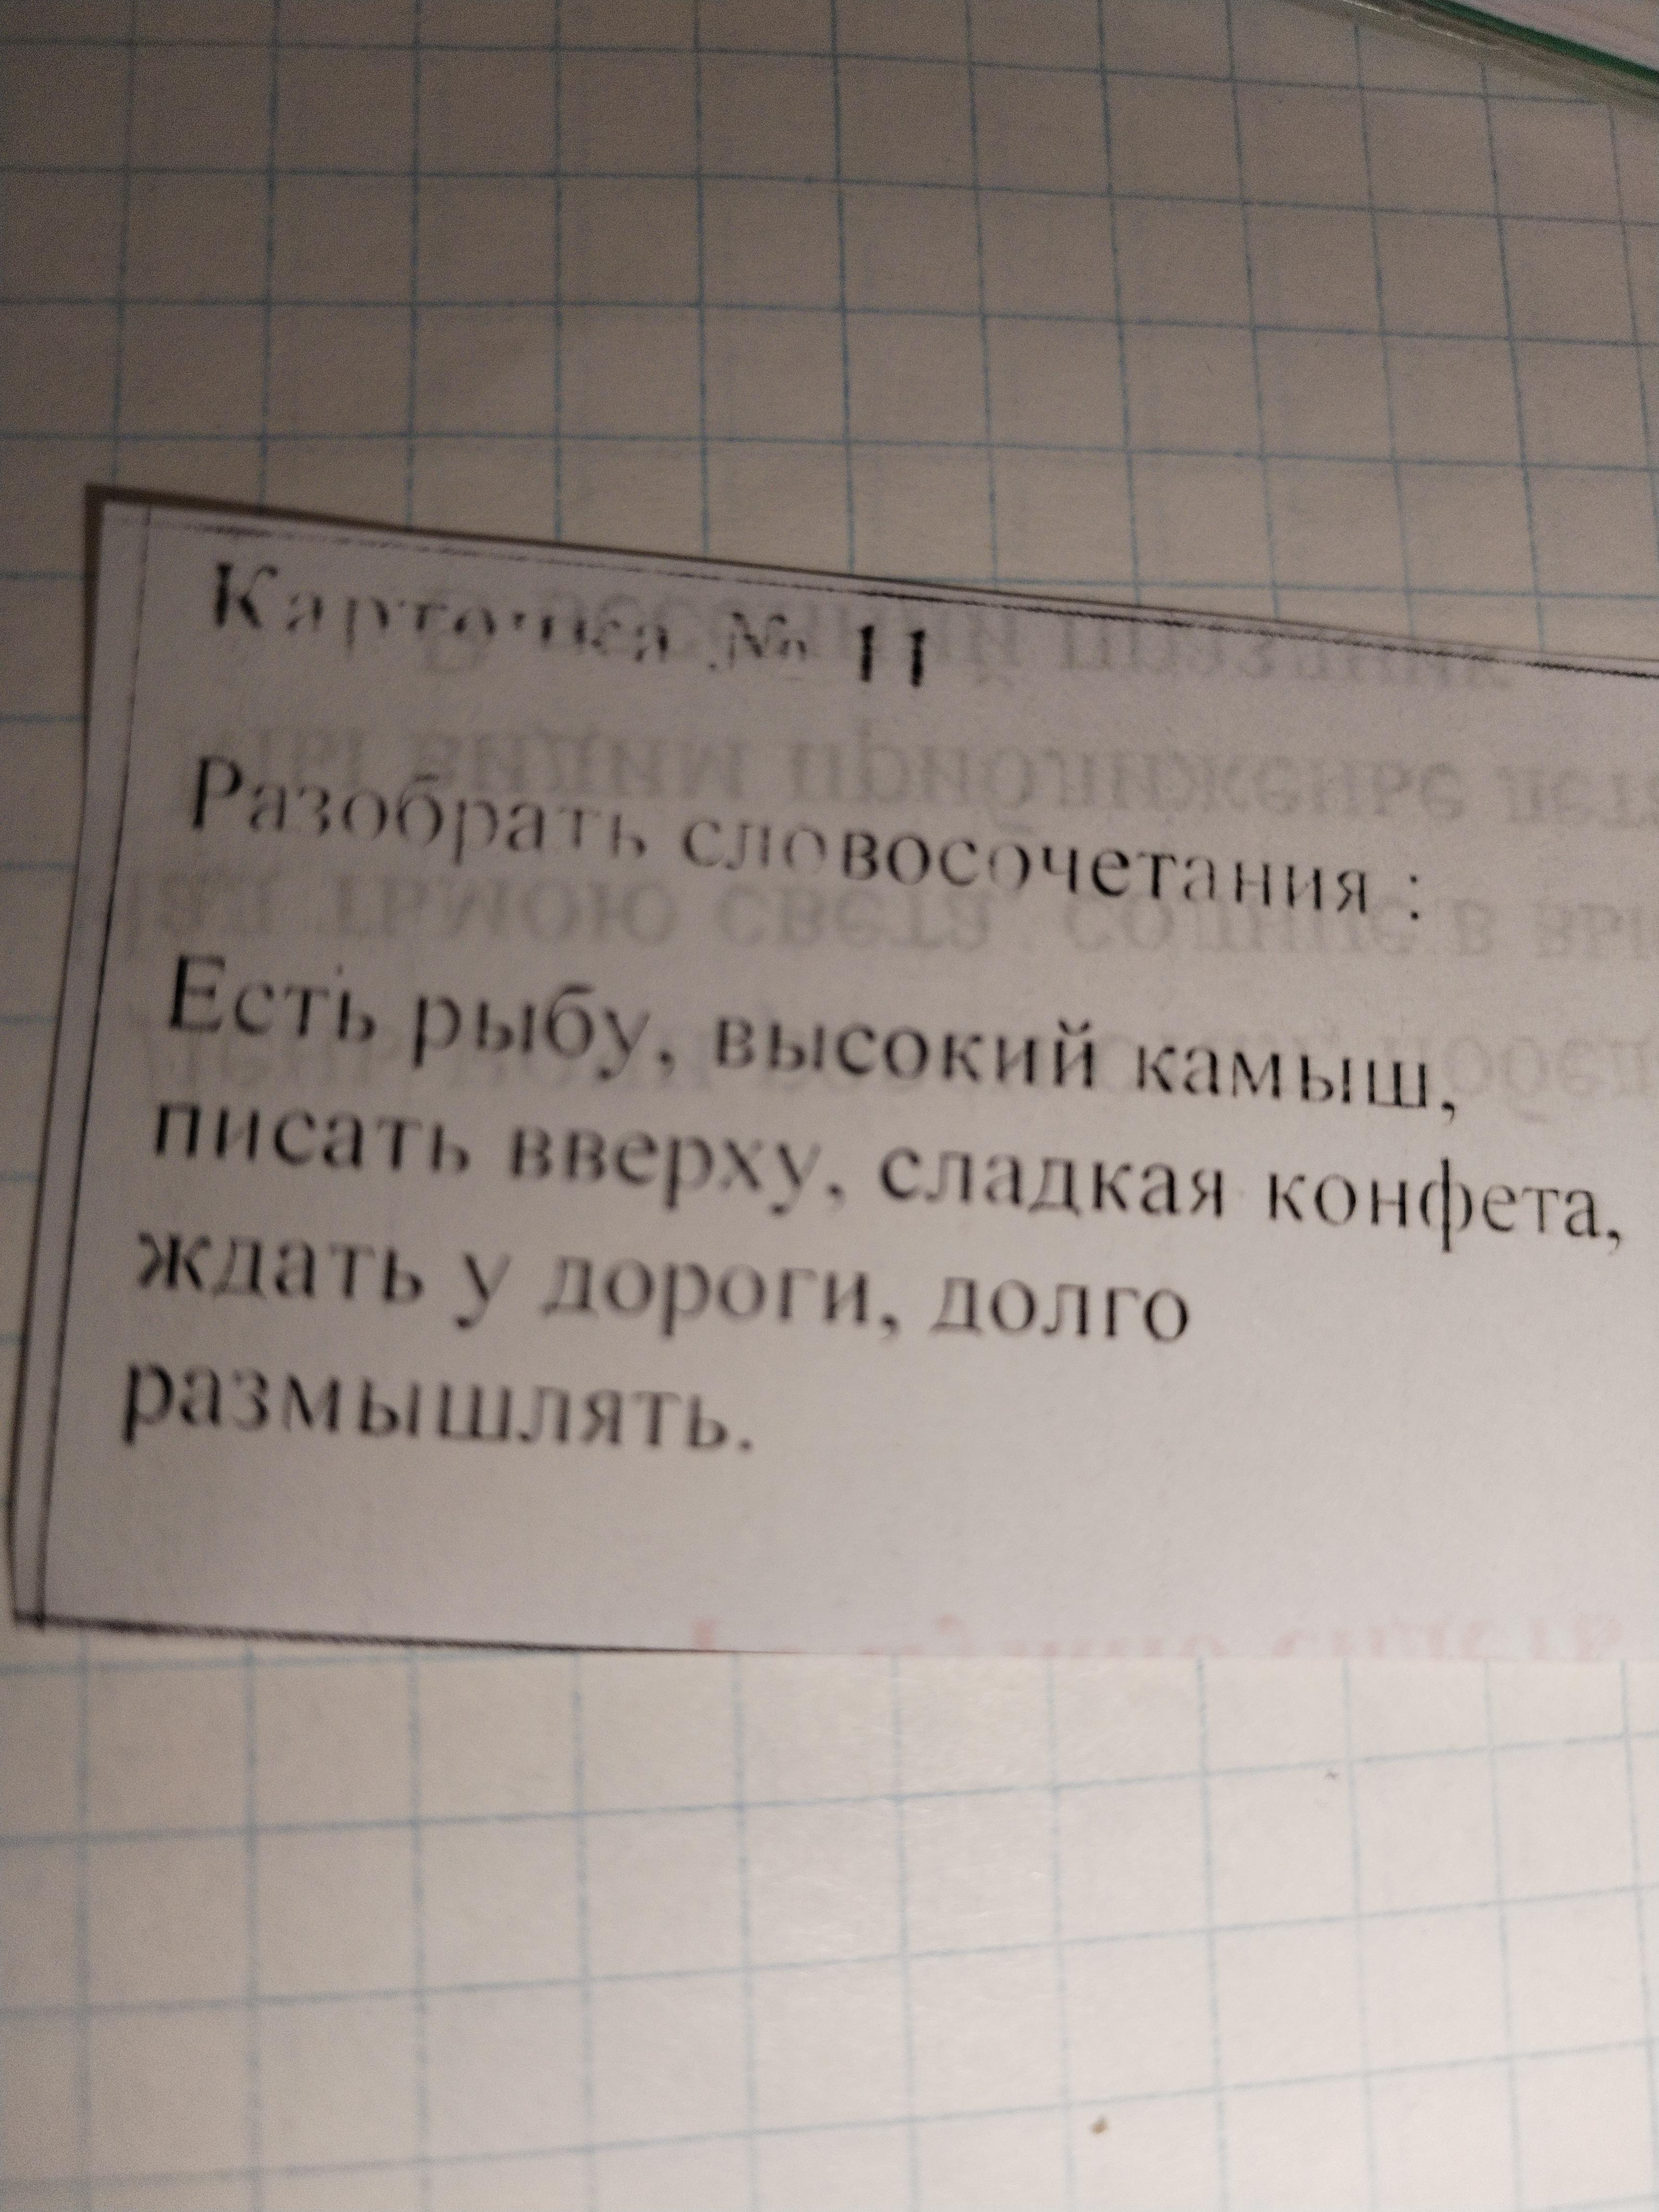 Карточка № 11
Разобрать словосочетания :
Есть рыбу, высокий камыш,
писать вверху, сладкая конфета,
ждать у дороги, долго
размышлять.